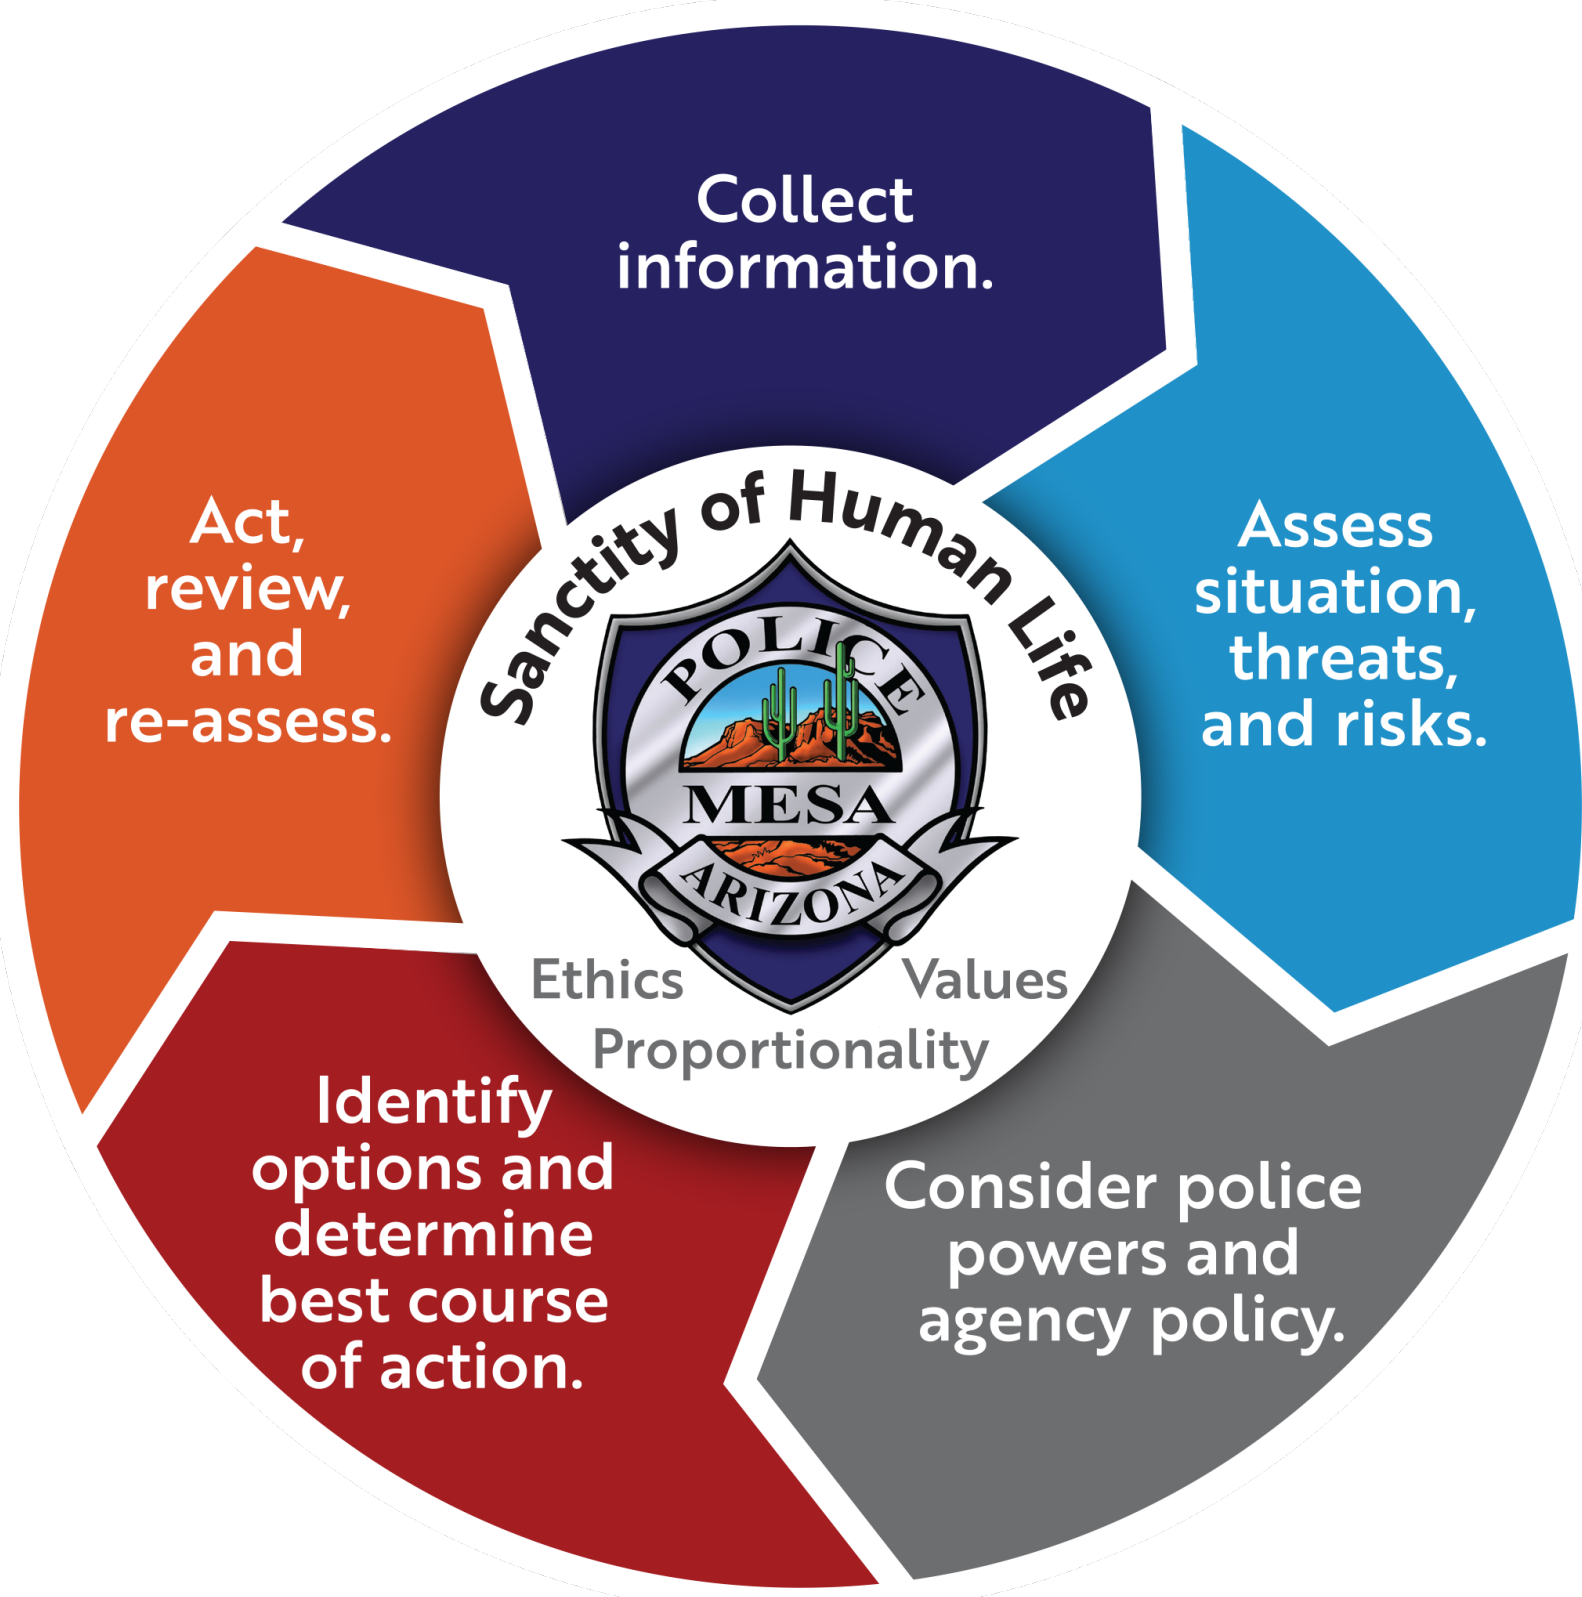 Collect
information.
Assess
situation,
threats,
and risks.
Consider police
powers and
agency policy.
Identify
options and
determine
best course
of action.
Act,
review,
and
re-assess.
Sanctity of Human Life
POLICE
MESA
ARIZONA
Ethics
Values
Proportionality